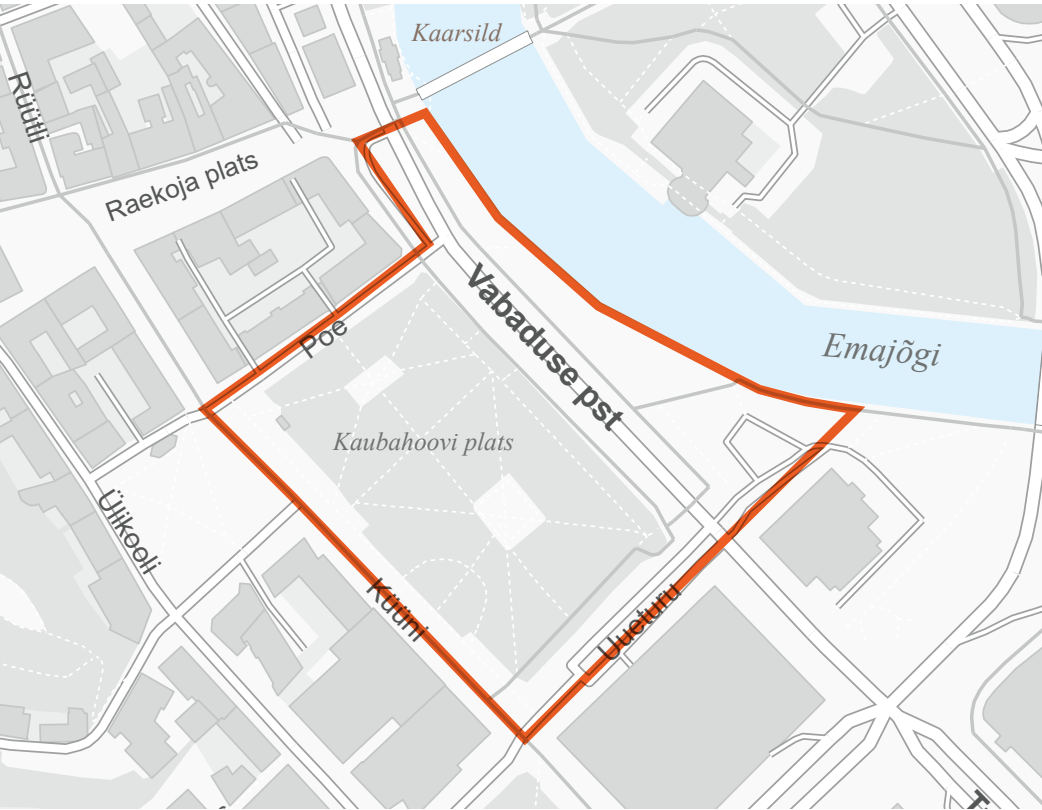 Kaarsild
Rüütli
Raekoja plats
Vabaduse pst
Poe
Emajõgi
Kaubahoovi plats
Ülikooli
Küüni
Uueturu